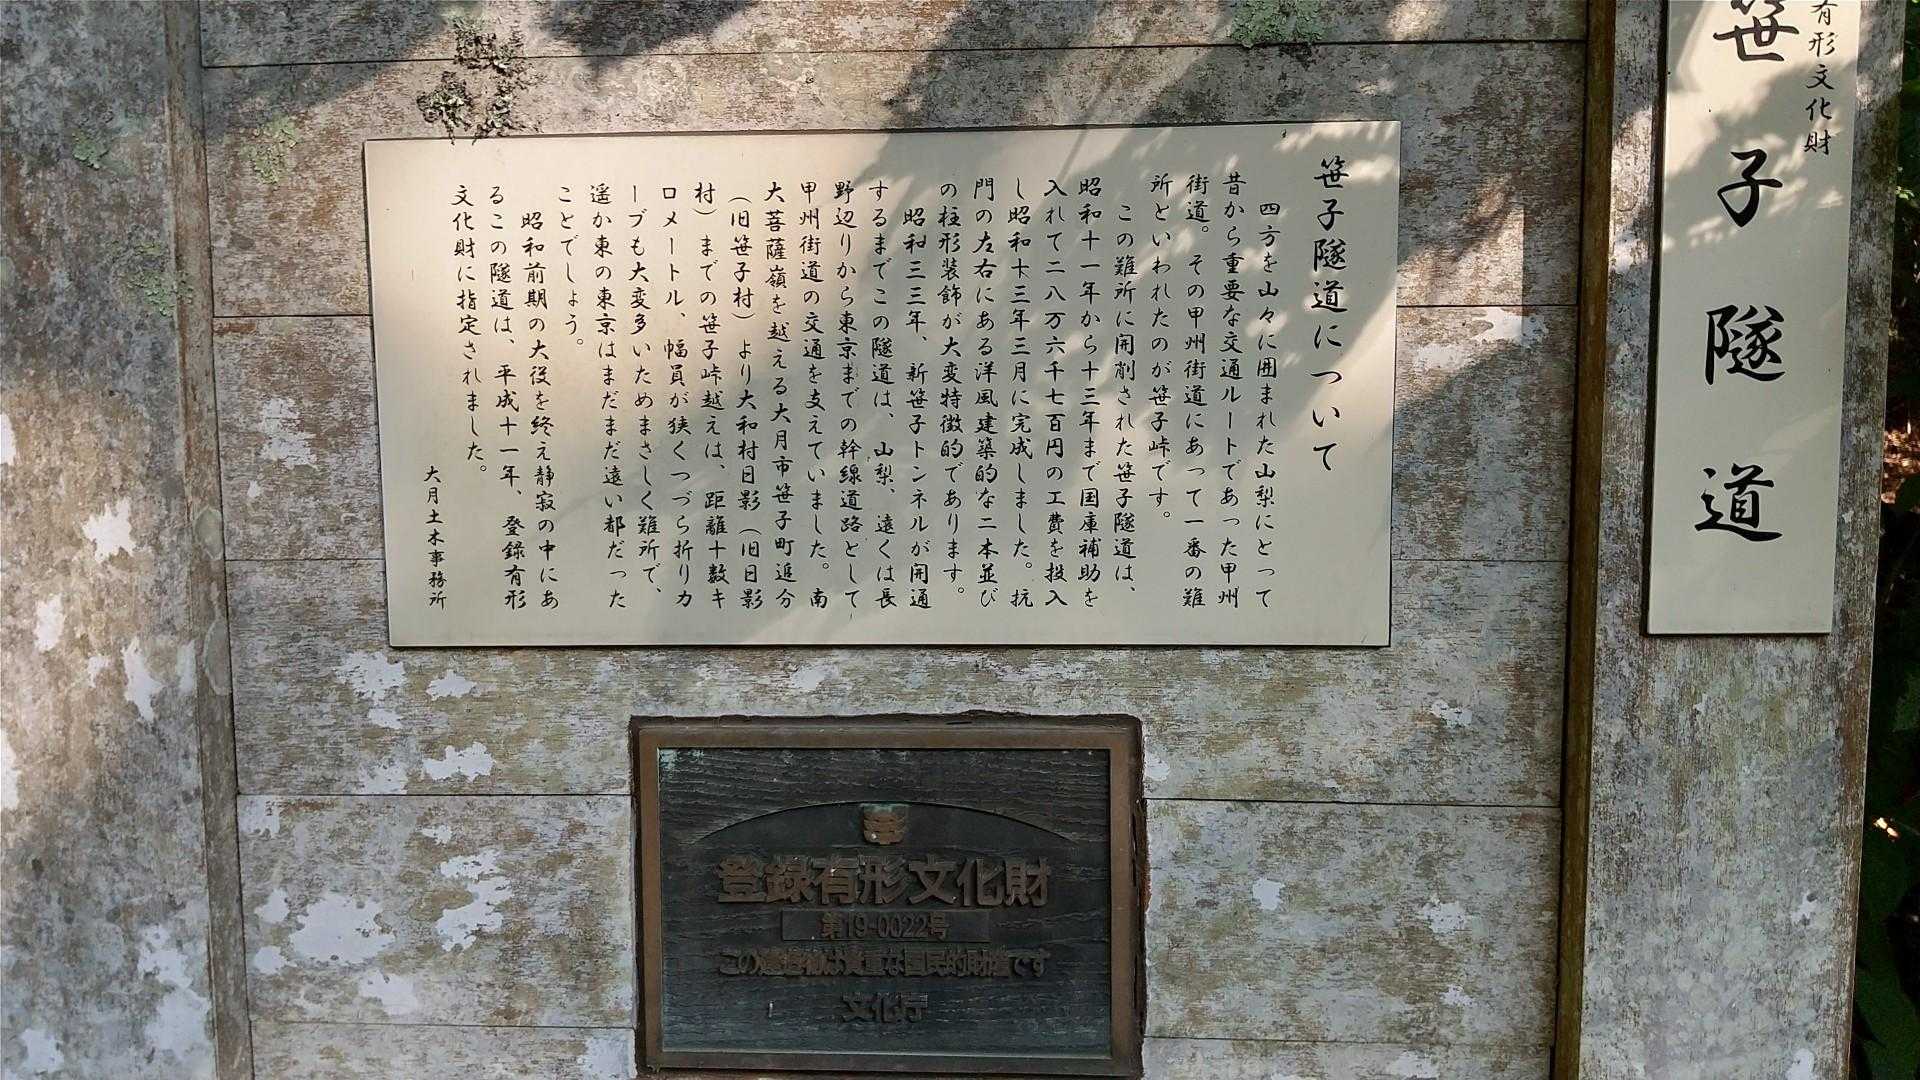 有形文化財
笹子隧道
笹子隧道について
四方を山々に囲まれた山梨にとって
昔から重要な交通ルートであった甲州
街道。その甲州街道にあって一番の難
所といわれたのが笹子峠です。
この難所に開削された笹子隧道は、
昭和十一年から十三年まで国庫補助を
入れて二八万六千七百円の工費を投入
し昭和十三年三月に完成しました。抗
門の左右にある洋風建築的な二本並び
の柱形装飾が大変特徴的であります。
昭和三三年、新笹子トンネルが開通
するまでこの隧道は、山梨、遠くは長
野辺りから東京までの幹線道路として
甲州街道の交通を支えていました。南
大菩薩嶺を越える大月市笹子町追分
（旧笹子村）より大和村日影（旧日影
村）までの笹子峠越えは、距離十数キ
ロメートル、幅員が狭くつづら折りカ
ーブも大変多いためまさしく難所で、
遥か東の東京はまだまだ遠い都だった
ことでしょう。
昭和前期の大役を終え静寂の中にあ
るこの隧道は、平成十一年、登録有形
文化財に指定されました。
大月土木事務所
登録有形文化財
第19-0022号
この建造物は貴重な国民的財産です
文化庁